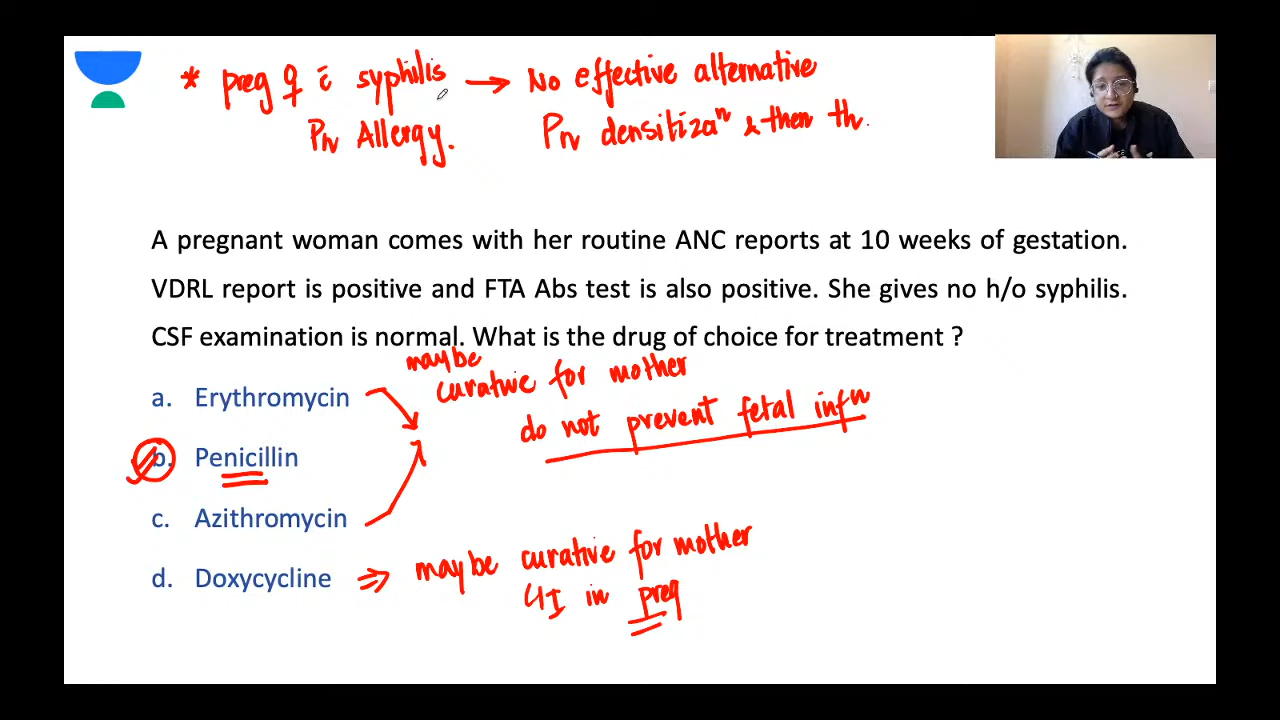 * preg ♀ c̄ syphilis → No effective alternative
Pn Allergy. Pn densitizaⁿ & then th.
A pregnant woman comes with her routine ANC reports at 10 weeks of gestation.
VDRL report is positive and FTA Abs test is also positive. She gives no h/o syphilis.
CSF examination is normal. What is the drug of choice for treatment ?
maybe
curative for mother
do not prevent fetal infⁿ
a. Erythromycin
b. Penicillin
c. Azithromycin
d. Doxycycline ⇒ maybe curative for mother
CI in preg